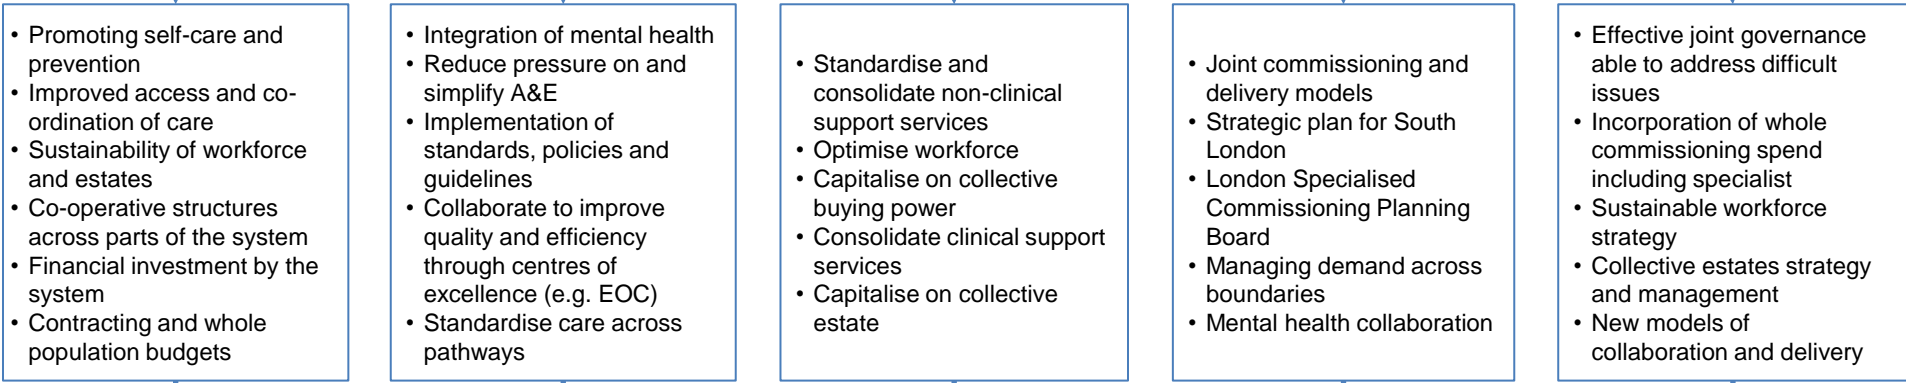 • Promoting self-care and
prevention
• Improved access and co-
ordination of care
• Sustainability of workforce
and estates
• Co-operative structures
across parts of the system
• Financial investment by the
system
• Contracting and whole
population budgets
• Integration of mental health
• Reduce pressure on and
simplify A&E
• Implementation of
standards, policies and
guidelines
• Collaborate to improve
quality and efficiency
through centres of
excellence (e.g. EOC)
• Standardise care across
pathways
• Standardise and
consolidate non-clinical
support services
• Optimise workforce
• Capitalise on collective
buying power
• Consolidate clinical support
services
• Capitalise on collective
estate
• Joint commissioning and
delivery models
• Strategic plan for South
London
• London Specialised
Commissioning Planning
Board
• Managing demand across
boundaries
• Mental health collaboration
• Effective joint governance
able to address difficult
issues
• Incorporation of whole
commissioning spend
including specialist
• Sustainable workforce
strategy
• Collective estates strategy
and management
• New models of
collaboration and delivery